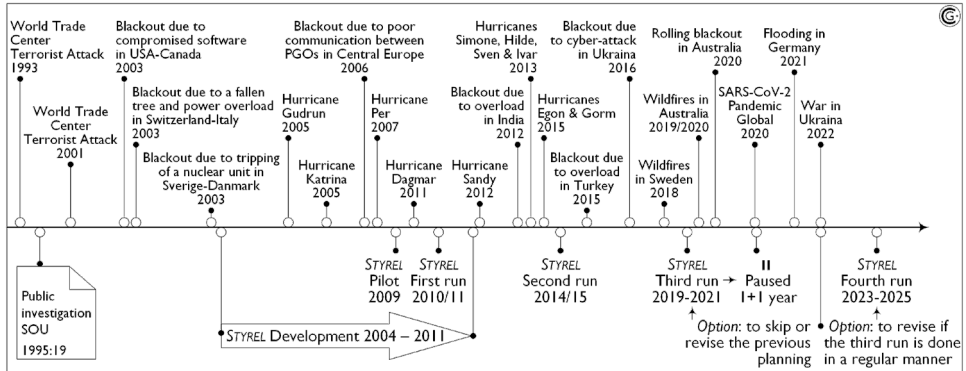 World Trade
Center
Terrorist Attack
1993
World Trade
Center
Terrorist Attack
2001
Blackout due to
compromised software
in USA-Canada
2003
Blackout due to a fallen
tree and power overload
in Switzerland-Italy
2003
Blackout due to tripping
of a nuclear unit in
Sverige-Danmark
2003
Hurricane
Gudrun
2005
Hurricane
Katrina
2005
Blackout due to poor
communication between
PGOs in Central Europe
2006
Hurricane
Per
2007
Hurricane
Dagmar
2011
Hurricane
Sandy
2012
Blackout due
to overload
in India
2012
Hurricanes
Simone, Hilde,
Sven & Ivar
2013
Hurricanes
Egon & Gorm
2015
Blackout due
to overload
in Turkey
2015
Blackout due
to cyber-attack
in Ukraina
2016
Wildfires
in Sweden
2018
Wildfires in
Australia
2019/2020
Rolling blackout
in Australia
2020
SARS-CoV-2
Pandemic
Global
2020
Flooding in
Germany
2021
War in
Ukraina
2022
Public
investigation
SOU
1995:19
STYREL Development 2004 – 2011
STYREL
Pilot
2009
STYREL
First run
2010/11
STYREL
Second run
2014/15
STYREL
Third run
2019-2021
Paused
1+1 year
Option: to skip or
revise the previous
planning
STYREL
Fourth run
2023-2025
Option: to revise if
the third run is done
in a regular manner